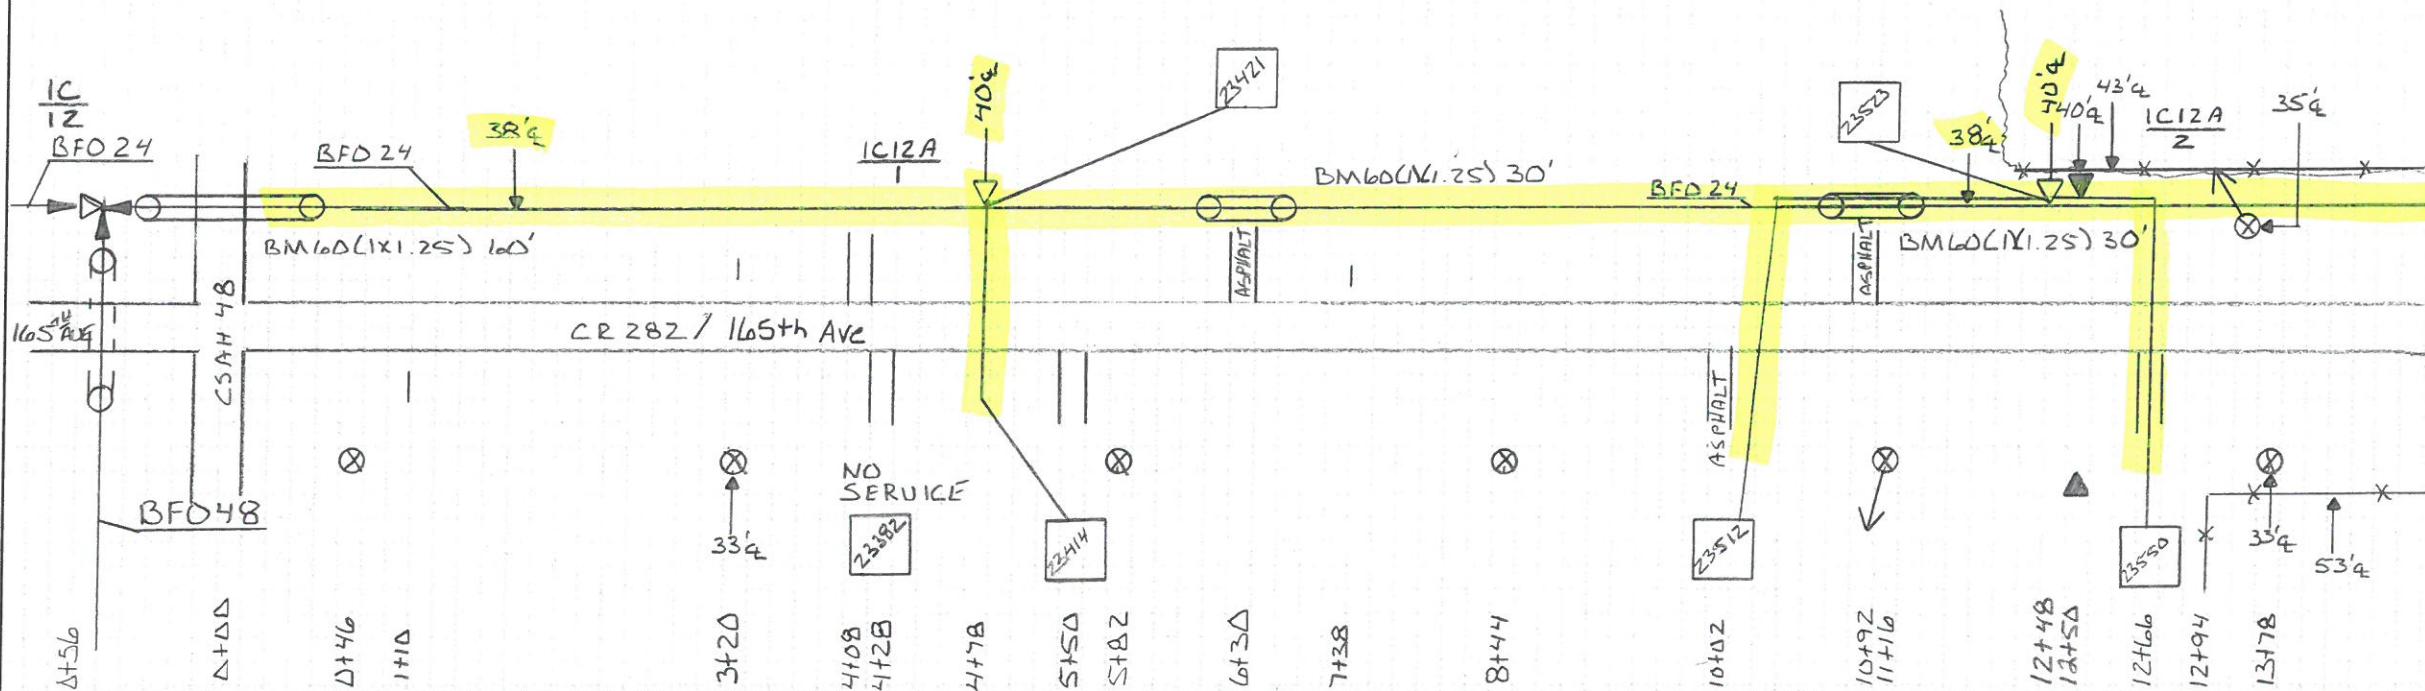 1C
12
BFO 24
BFO 24
38'℄
1C12A
1
40'℄
23421
BM60(1X1.25) 30'
BFO 24
23523
38'℄
40'℄
40'℄
43'℄
1C12A
2
35'℄
BM60(1X1.25) 60'
BM60(1X1.25) 30'
ASPHALT
ASPHALT
165TH AVE
CSAH 48
CR 282 / 165th Ave
ASPHALT
BFO 48
33'℄
NO
SERVICE
23382
23414
23512
23550
33'℄
53'℄
0+56
0+00
0+46
1+10
3+20
4+08
4+28
4+78
5+50
5+82
6+30
7+38
8+44
10+02
10+92
11+16
12+48
12+50
12+66
12+94
13+78